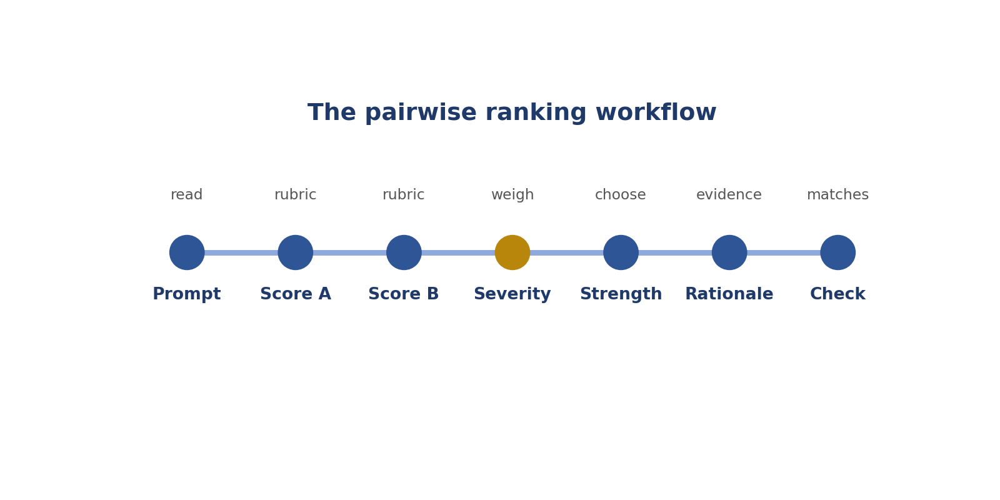 The pairwise ranking workflow
read rubric rubric weigh choose evidence matches
Prompt Score A Score B Severity Strength Rationale Check